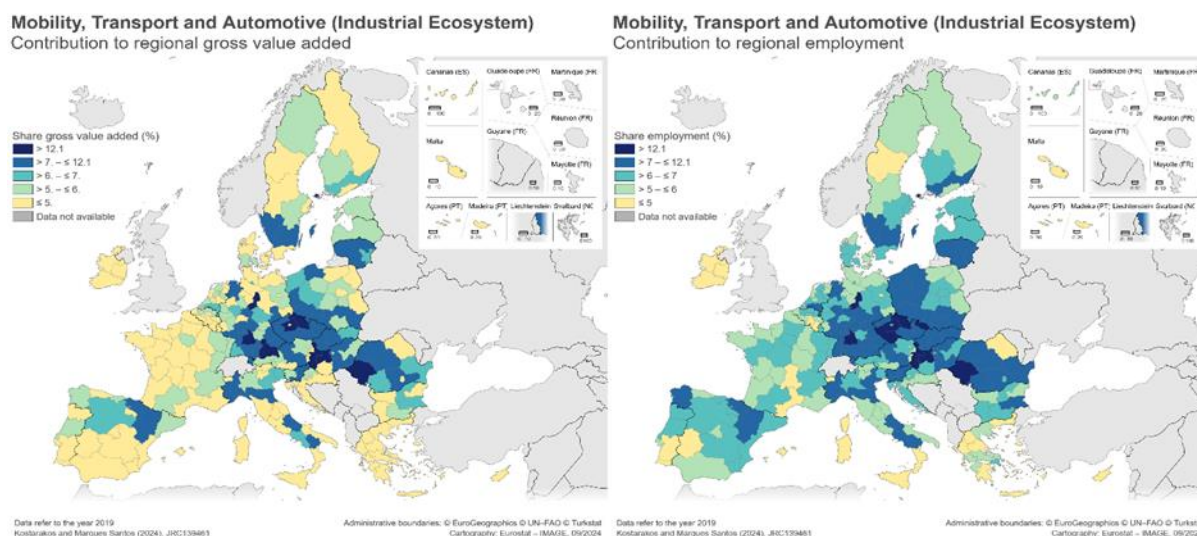 Mobility, Transport and Automotive (Industrial Ecosystem)
Contribution to regional gross value added
Canarias (ES)
Guadeloupe (FR)
Martinique (FR
Réunion (FR)
Malta
Guyane (FR)
Mayotte (FR)
Açores (PT)
Madeira (PT)
Liechtenstein
Svalbard (NO
Share gross value added (%)
> 12.1
> 7. – ≤ 12.1
> 6. – ≤ 7.
> 5. – ≤ 6.
≤ 5.
Data not available
Data refer to the year 2019
Kostarakos and Marques Santos (2024), JRC139461
Administrative boundaries: © EuroGeographics © UN–FAO © Turkstat
Cartography: Eurostat – IMAGE, 09/2024
Mobility, Transport and Automotive (Industrial Ecosystem)
Contribution to regional employment
Canarias (ES)
Guadeloupe (FR)
Martinique (FR
Réunion (FR)
Malta
Guyane (FR)
Mayotte (FR)
Açores (PT)
Madeira (PT)
Liechtenstein
Svalbard (NO
Share employment (%)
> 12.1
> 7 – ≤ 12.1
> 6 – ≤ 7
> 5 – ≤ 6
≤ 5
Data not available
Data refer to the year 2019
Kostarakos and Marques Santos (2024), JRC139461
Administrative boundaries: © EuroGeographics © UN–FAO © Turkstat
Cartography: Eurostat – IMAGE, 09/202